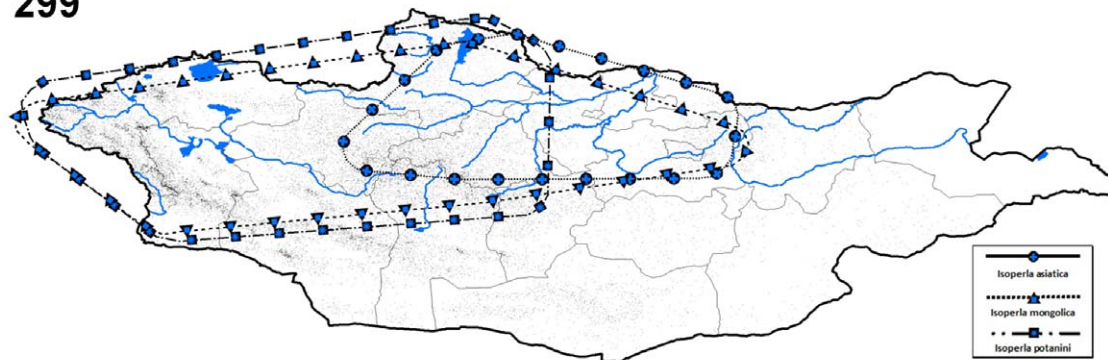 299
Isoperla asiatica
Isoperla mongolica
Isoperla potanini